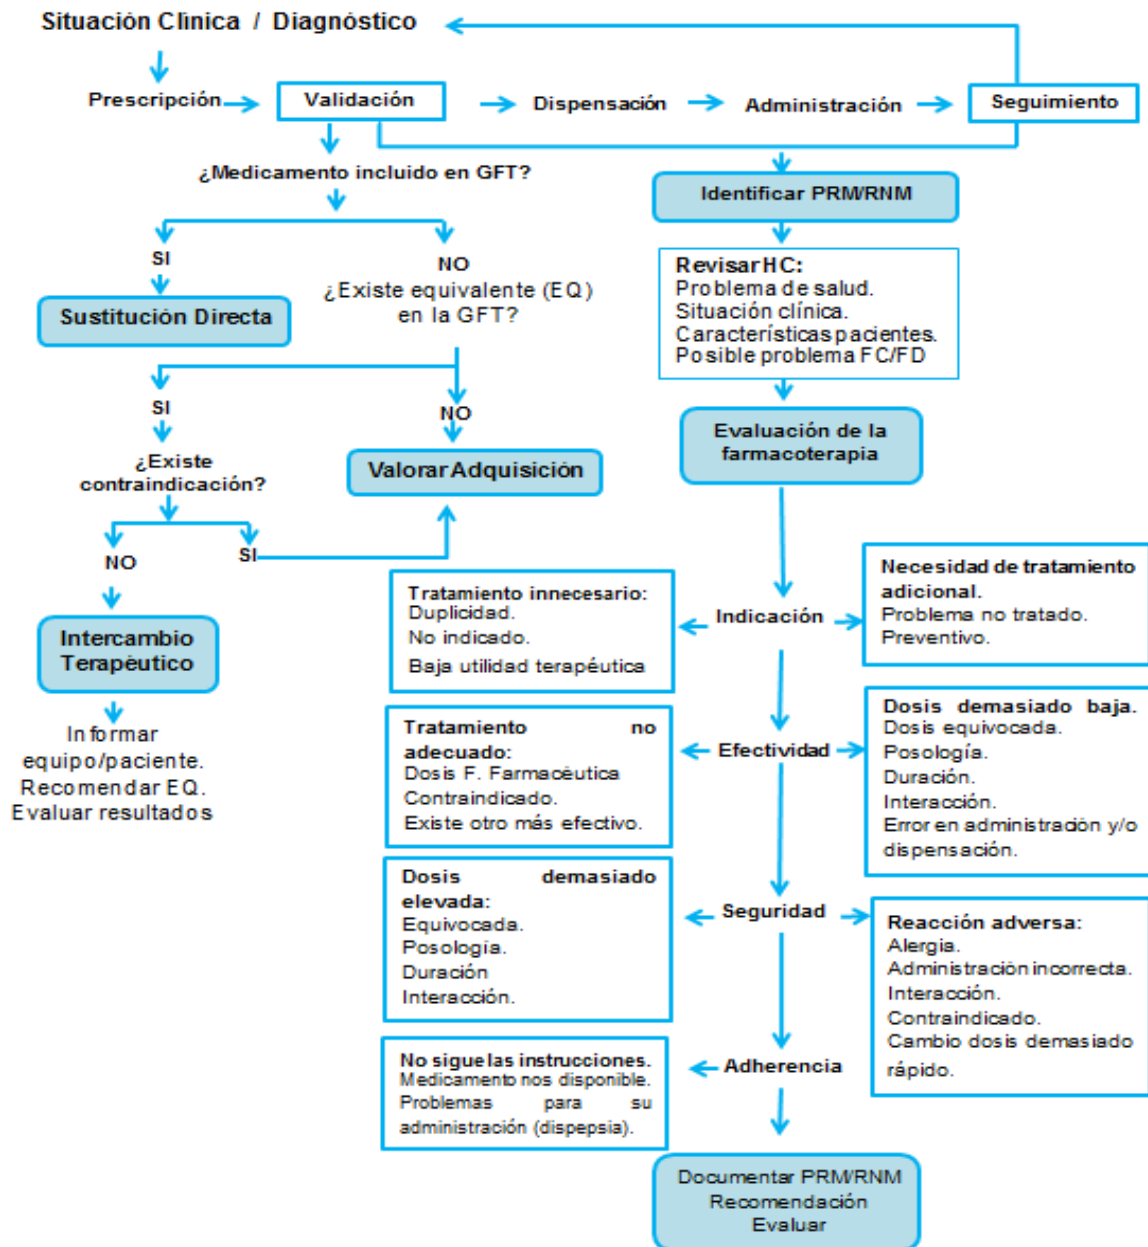 Situación Clínica / Diagnóstico
Prescripción
Validación
Dispensación
Administración
Seguimiento
¿Medicamento incluido en GFT?
SI
Sustitución Directa
NO
¿Existe equivalente (EQ)
en la GFT?
SI
NO
¿Existe
contraindicación?
Valorar Adquisición
NO
SI
Intercambio
Terapéutico
Informar
equipo/paciente.
Recomendar EQ.
Evaluar resultados
Identificar PRM/RNM
Revisar HC:
Problema de salud.
Situación clínica.
Características pacientes.
Posible problema FC/FD
Evaluación de la
farmacoterapia
Tratamiento innecesario:
Duplicidad.
No indicado.
Baja utilidad terapéutica
Indicación
Necesidad de tratamiento
adicional.
Problema no tratado.
Preventivo.
Tratamiento no
adecuado:
Dosis F. Farmacéutica
Contraindicado.
Existe otro más efectivo.
Efectividad
Dosis demasiado baja.
Dosis equivocada.
Posología.
Duración.
Interacción.
Error en administración y/o
dispensación.
Dosis demasiado
elevada:
Equivocada.
Posología.
Duración
Interacción.
Seguridad
Reacción adversa:
Alergia.
Administración incorrecta.
Interacción.
Contraindicado.
Cambio dosis demasiado
rápido.
No sigue las instrucciones.
Medicamento nos disponible.
Problemas para su
administración (dispepsia).
Adherencia
Documentar PRM/RNM
Recomendación
Evaluar